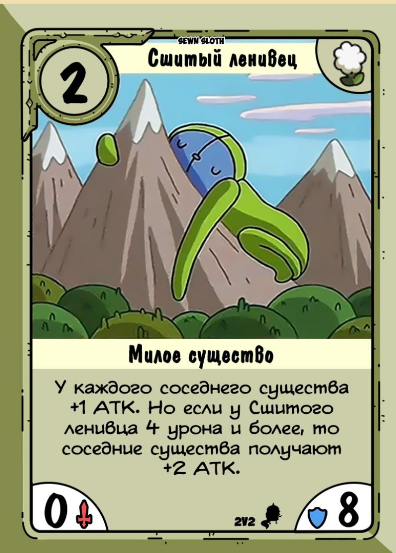 SEWN SLOTH
2
Сшитый ленивец
Милое существо
У каждого соседнего существа
+1 АТК. Но если у Сшитого
ленивца 4 урона и более, то
соседние существа получают
+2 АТК.
0
2V2
8